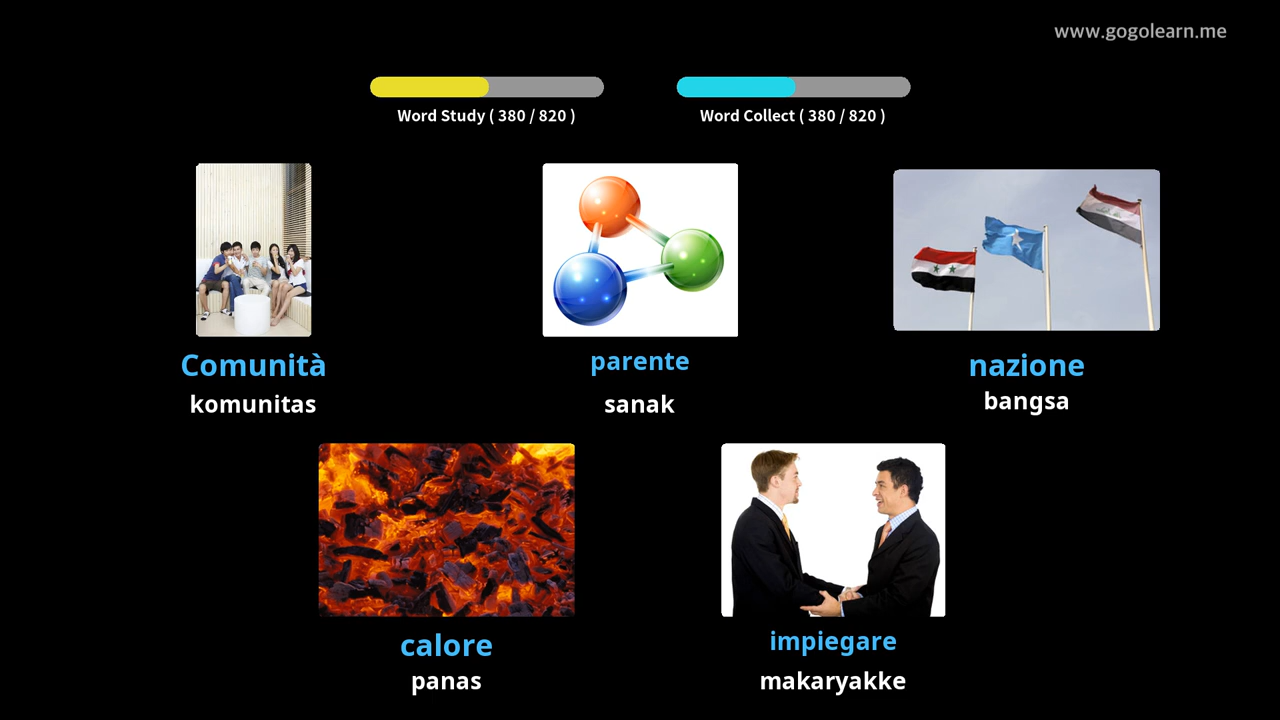 www.gogolearn.me
Word Study ( 380 / 820 )
Word Collect ( 380 / 820 )
Comunità
komunitas
parente
sanak
nazione
bangsa
calore
panas
impiegare
makaryakke